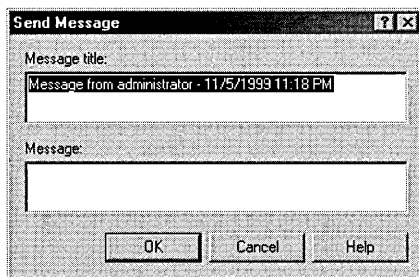 Send Message
? X
Message title:
Message from administrator - 11/5/1999 11:18 PM
Message:
OK Cancel Help